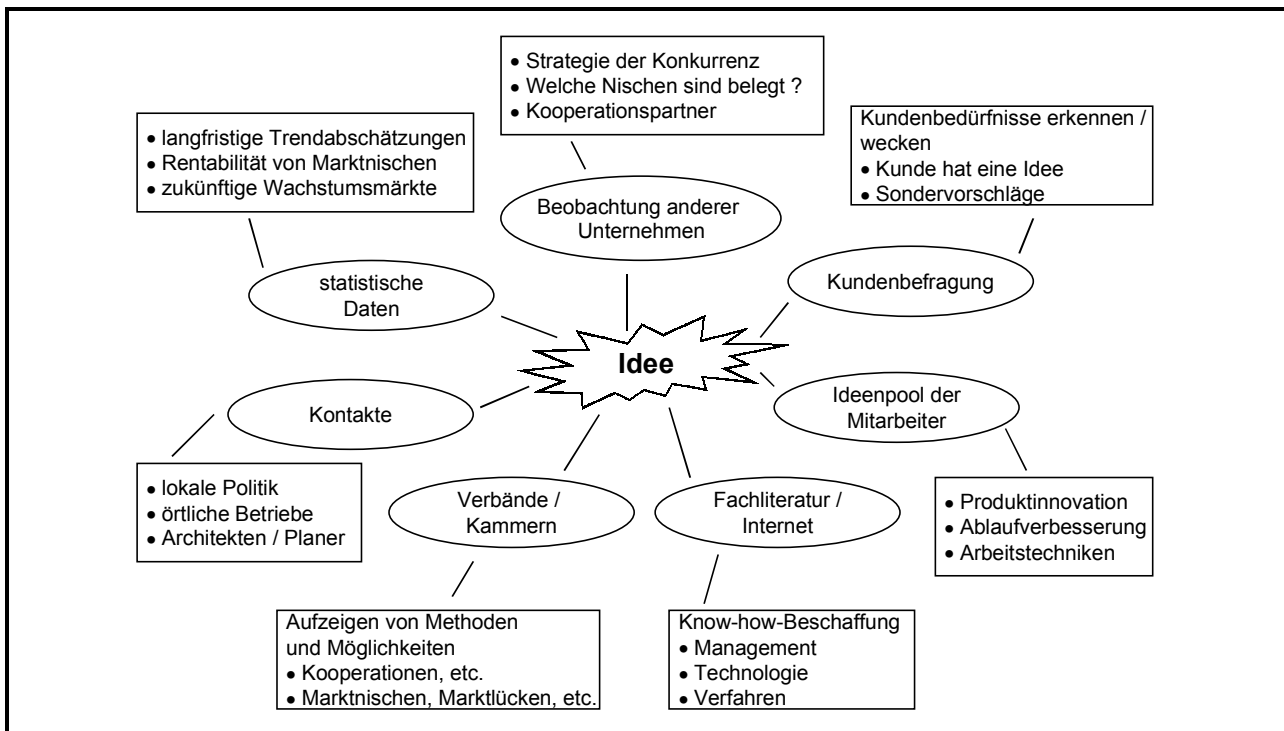 • Strategie der Konkurrenz
• Welche Nischen sind belegt ?
• Kooperationspartner
Kundenbedürfnisse erkennen /
wecken
• Kunde hat eine Idee
• Sondervorschläge
• langfristige Trendabschätzungen
• Rentabilität von Marktnischen
• zukünftige Wachstumsmärkte
Beobachtung anderer
Unternehmen
statistische
Daten
Kundenbefragung
Idee
Kontakte
Ideenpool der
Mitarbeiter
• lokale Politik
• örtliche Betriebe
• Architekten / Planer
Verbände /
Kammern
Fachliteratur /
Internet
• Produktinnovation
• Ablaufverbesserung
• Arbeitstechniken
Aufzeigen von Methoden
und Möglichkeiten
• Kooperationen, etc.
• Marktnischen, Marktlücken, etc.
Know-how-Beschaffung
• Management
• Technologie
• Verfahren